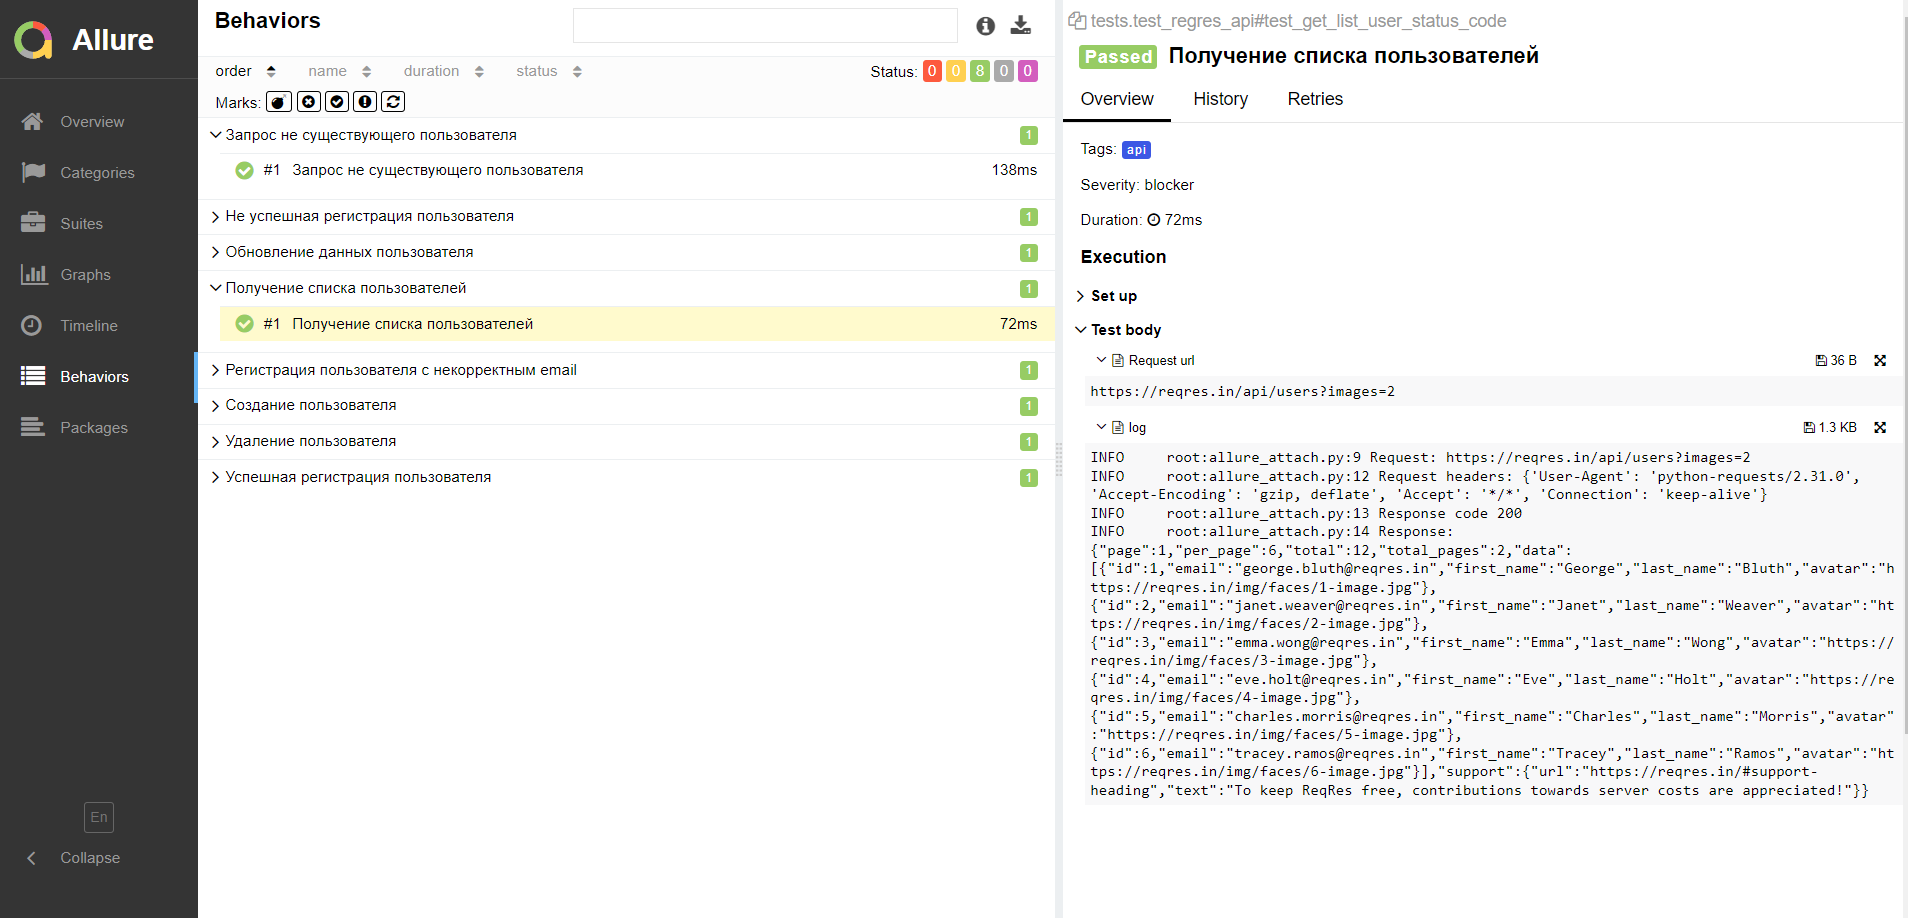 Allure
Overview
Categories
Suites
Graphs
Timeline
Behaviors
Packages
En
Collapse
Behaviors
order name duration status Status: 0 0 8 0 0
Marks:
Запрос не существующего пользователя 1
#1 Запрос не существующего пользователя 138ms
Не успешная регистрация пользователя 1
Обновление данных пользователя 1
Получение списка пользователей 1
#1 Получение списка пользователей 72ms
Регистрация пользователя с некорректным email 1
Создание пользователя 1
Удаление пользователя 1
Успешная регистрация пользователя 1
tests.test_regres_api#test_get_list_user_status_code
Passed Получение списка пользователей
Overview History Retries
Tags: api
Severity: blocker
Duration: 72ms
Execution
Set up
Test body
Request url 36 B
https://reqres.in/api/users?images=2
log 1.3 KB
INFO     root:allure_attach.py:9 Request: https://reqres.in/api/users?images=2
INFO     root:allure_attach.py:12 Request headers: {'User-Agent': 'python-requests/2.31.0',
'Accept-Encoding': 'gzip, deflate', 'Accept': '*/*', 'Connection': 'keep-alive'}
INFO     root:allure_attach.py:13 Response code 200
INFO     root:allure_attach.py:14 Response:
{"page":1,"per_page":6,"total":12,"total_pages":2,"data":
[{"id":1,"email":"george.bluth@reqres.in","first_name":"George","last_name":"Bluth","avatar":"h
ttps://reqres.in/img/faces/1-image.jpg"},
{"id":2,"email":"janet.weaver@reqres.in","first_name":"Janet","last_name":"Weaver","avatar":"ht
tps://reqres.in/img/faces/2-image.jpg"},
{"id":3,"email":"emma.wong@reqres.in","first_name":"Emma","last_name":"Wong","avatar":"https://
reqres.in/img/faces/3-image.jpg"},
{"id":4,"email":"eve.holt@reqres.in","first_name":"Eve","last_name":"Holt","avatar":"https://re
qres.in/img/faces/4-image.jpg"},
{"id":5,"email":"charles.morris@reqres.in","first_name":"Charles","last_name":"Morris","avatar"
:"https://reqres.in/img/faces/5-image.jpg"},
{"id":6,"email":"tracey.ramos@reqres.in","first_name":"Tracey","last_name":"Ramos","avatar":"ht
tps://reqres.in/img/faces/6-image.jpg"}],"support":{"url":"https://reqres.in/#support-
heading","text":"To keep ReqRes free, contributions towards server costs are appreciated!"}}